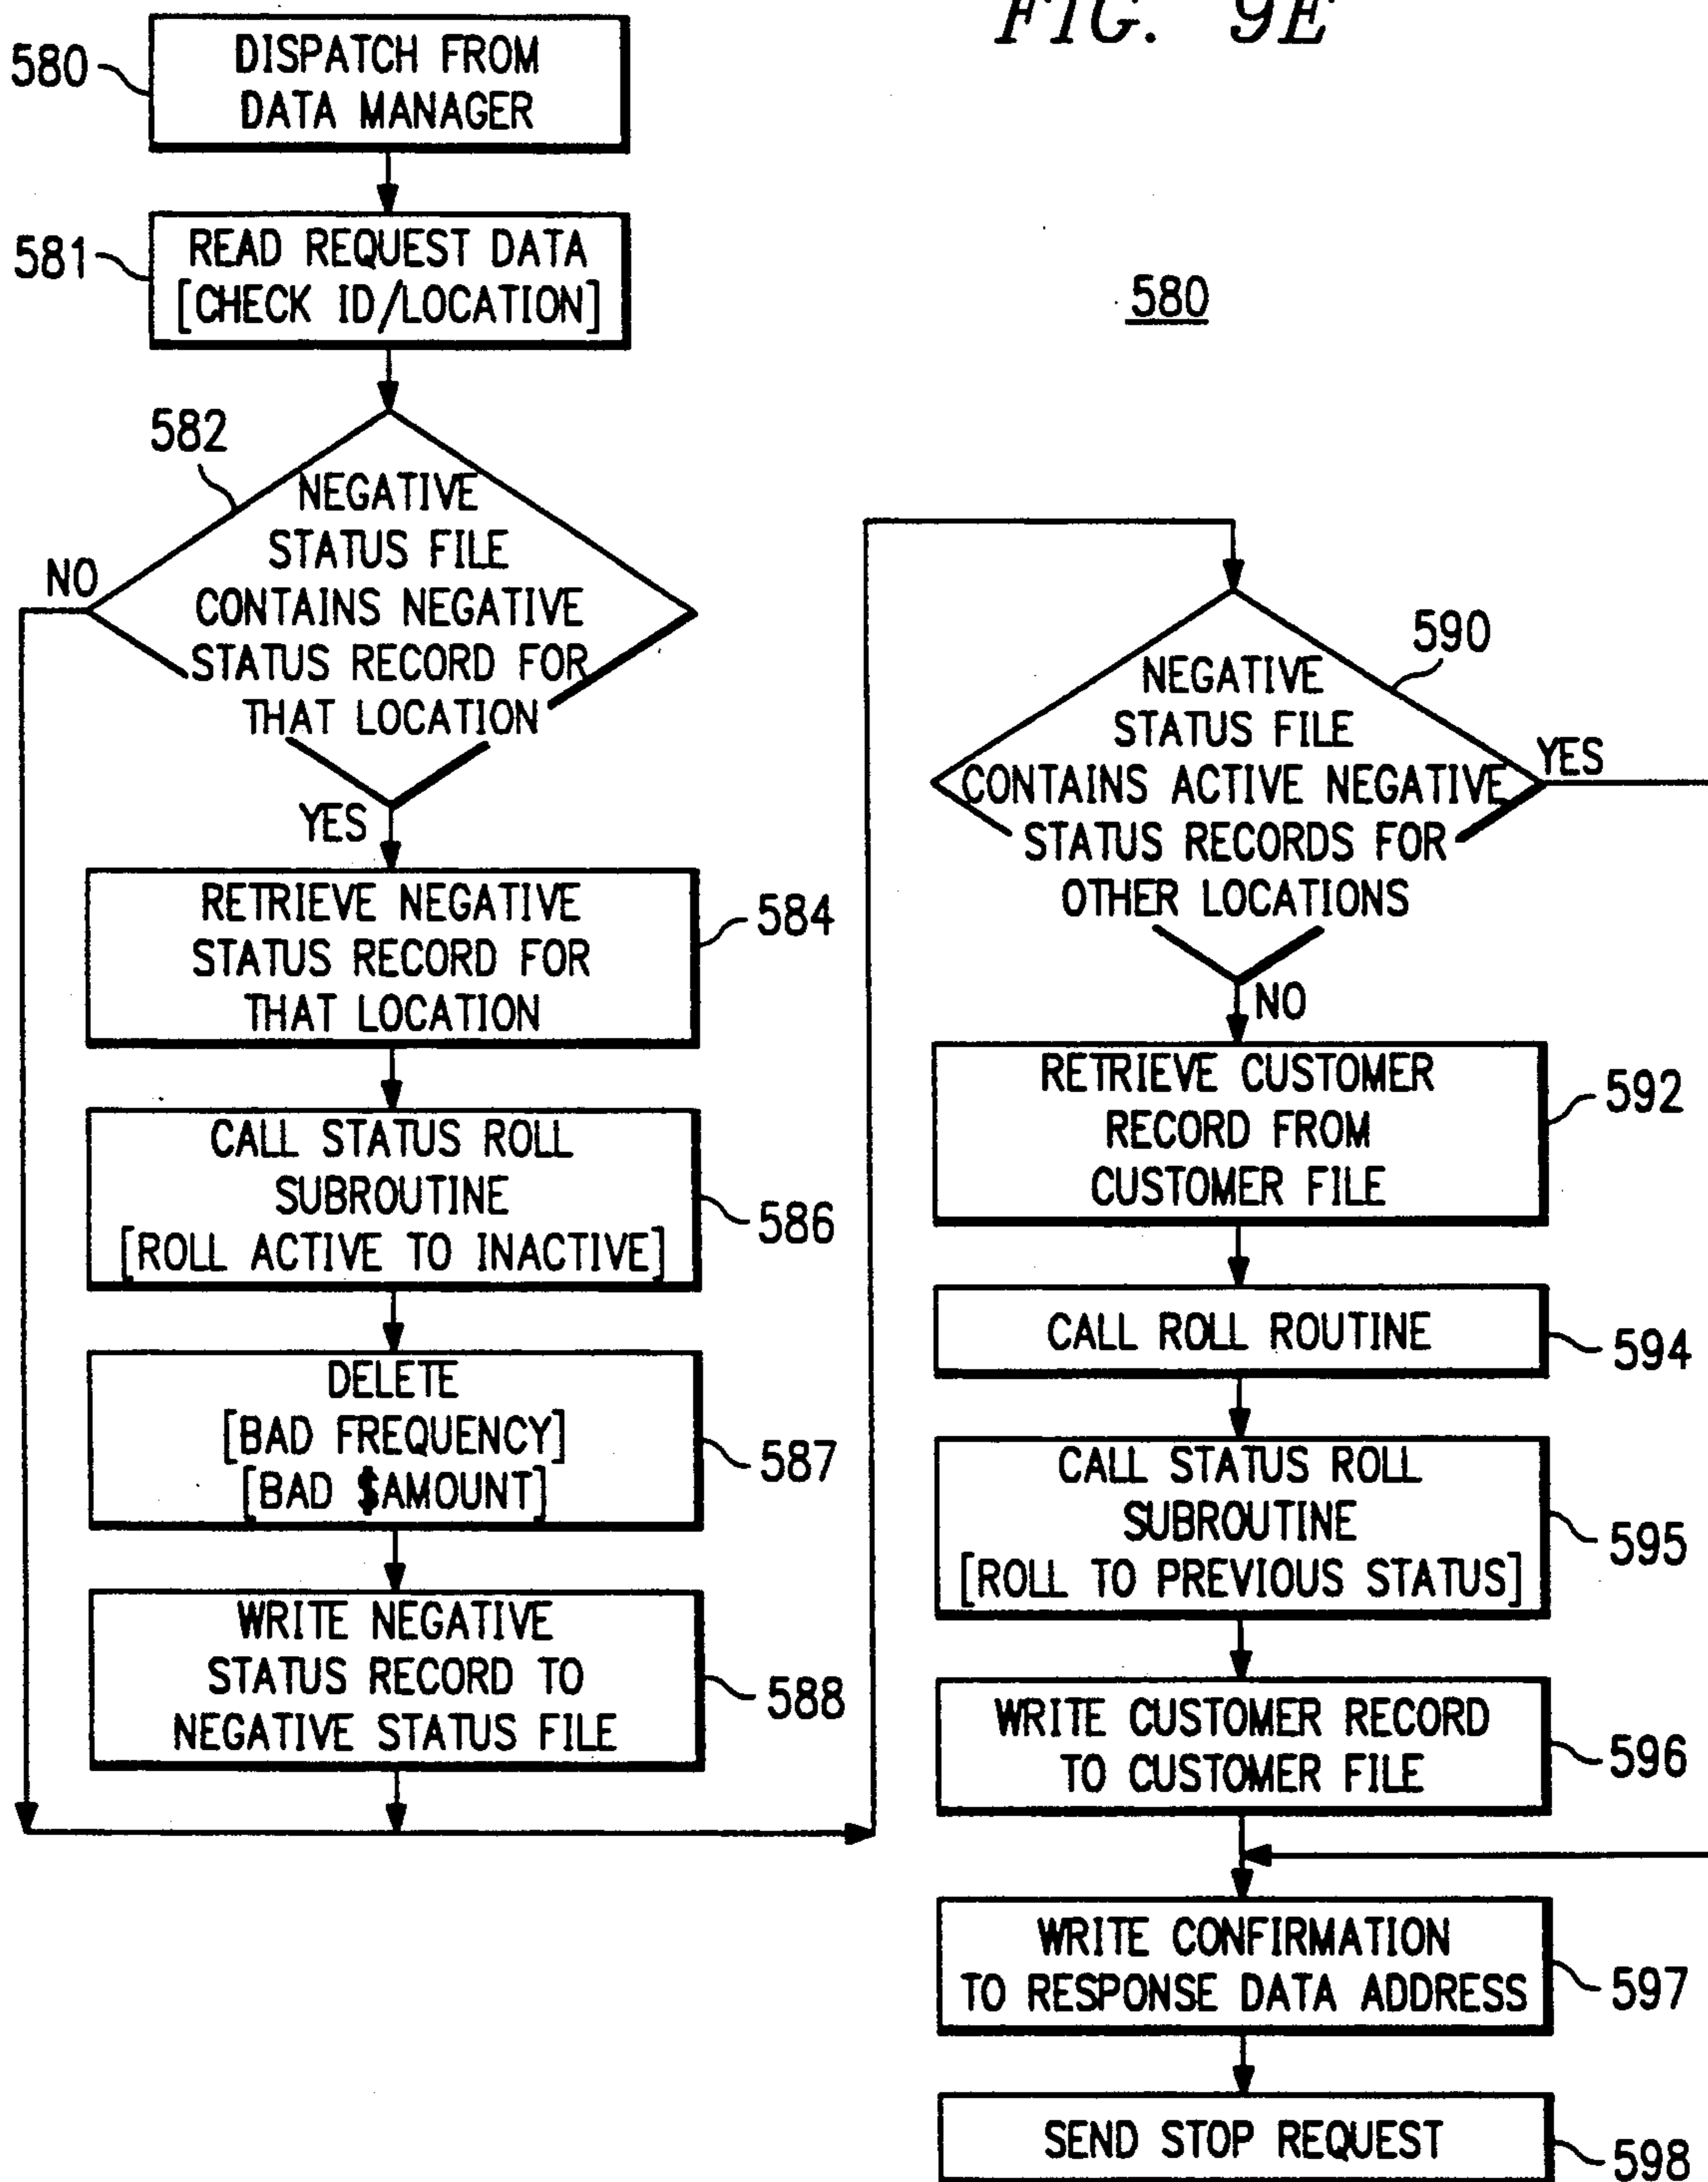 FIG. 9E
580
DISPATCH FROM
DATA MANAGER
581
READ REQUEST DATA
[CHECK ID/LOCATION]
580
582
NEGATIVE
STATUS FILE
CONTAINS NEGATIVE
STATUS RECORD FOR
THAT LOCATION
NO
YES
RETRIEVE NEGATIVE
STATUS RECORD FOR
THAT LOCATION
584
CALL STATUS ROLL
SUBROUTINE
[ROLL ACTIVE TO INACTIVE]
586
DELETE
[BAD FREQUENCY]
[BAD $AMOUNT]
587
WRITE NEGATIVE
STATUS RECORD TO
NEGATIVE STATUS FILE
588
590
NEGATIVE
STATUS FILE
CONTAINS ACTIVE NEGATIVE
STATUS RECORDS FOR
OTHER LOCATIONS
YES
NO
RETRIEVE CUSTOMER
RECORD FROM
CUSTOMER FILE
592
CALL ROLL ROUTINE
594
CALL STATUS ROLL
SUBROUTINE
[ROLL TO PREVIOUS STATUS]
595
WRITE CUSTOMER RECORD
TO CUSTOMER FILE
596
WRITE CONFIRMATION
TO RESPONSE DATA ADDRESS
597
SEND STOP REQUEST
598